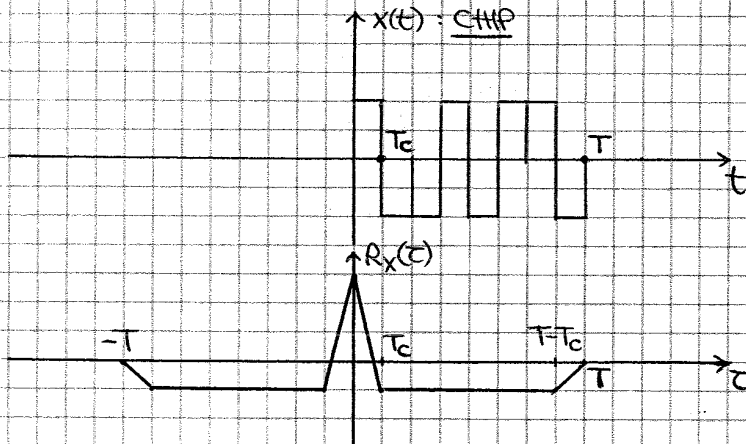 x(t) : CHIP
Tc
T
t
Rx(τ)
-T
Tc
T-Tc
T
τ